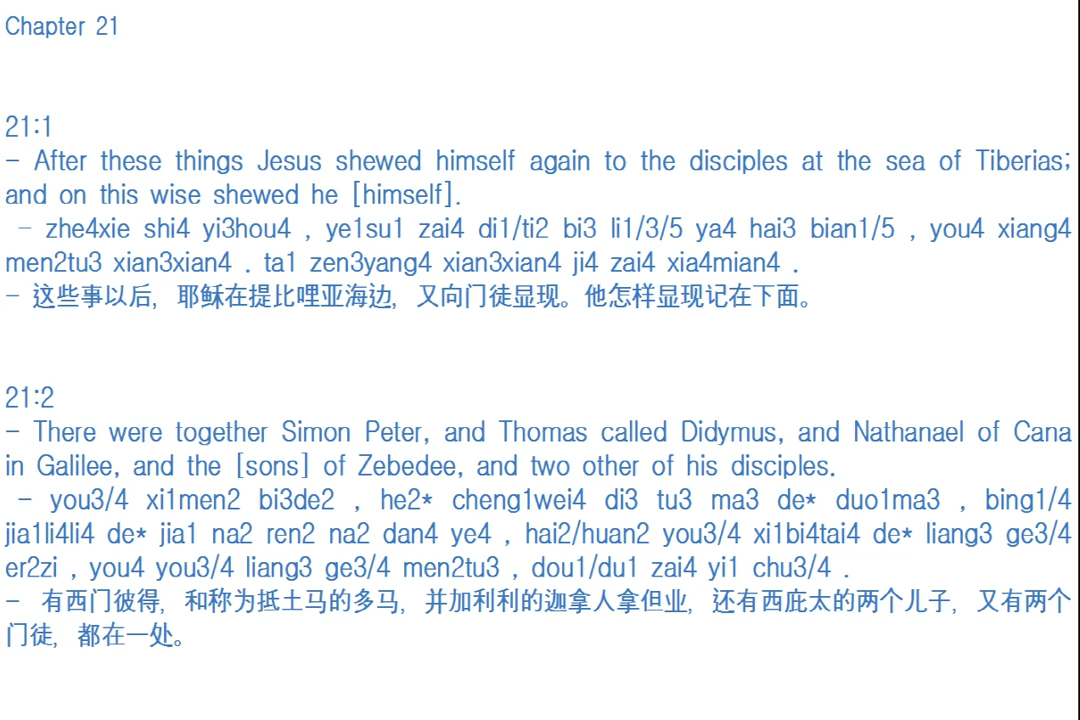 Chapter 21
21:1
- After these things Jesus shewed himself again to the disciples at the sea of Tiberias;
and on this wise shewed he [himself].
- zhe4xie shi4 yi3hou4 , ye1su1 zai4 di1/ti2 bi3 li1/3/5 ya4 hai3 bian1/5 , you4 xiang4
men2tu3 xian3xian4 . ta1 zen3yang4 xian3xian4 ji4 zai4 xia4mian4 .
- 这些事以后, 耶稣在提比哩亚海边, 又向门徒显现。他怎样显现记在下面。
21:2
- There were together Simon Peter, and Thomas called Didymus, and Nathanael of Cana
in Galilee, and the [sons] of Zebedee, and two other of his disciples.
- you3/4 xi1men2 bi3de2 , he2* cheng1wei4 di3 tu3 ma3 de* duo1ma3 , bing1/4
jia1li4li4 de* jia1 na2 ren2 na2 dan4 ye4 , hai2/huan2 you3/4 xi1bi4tai4 de* liang3 ge3/4
er2zi , you4 you3/4 liang3 ge3/4 men2tu3 , dou1/du1 zai4 yi1 chu3/4 .
- 有西门彼得, 和称为抵土马的多马, 并加利利的迦拿人拿但业, 还有西庇太的两个儿子, 又有两个
门徒, 都在一处。